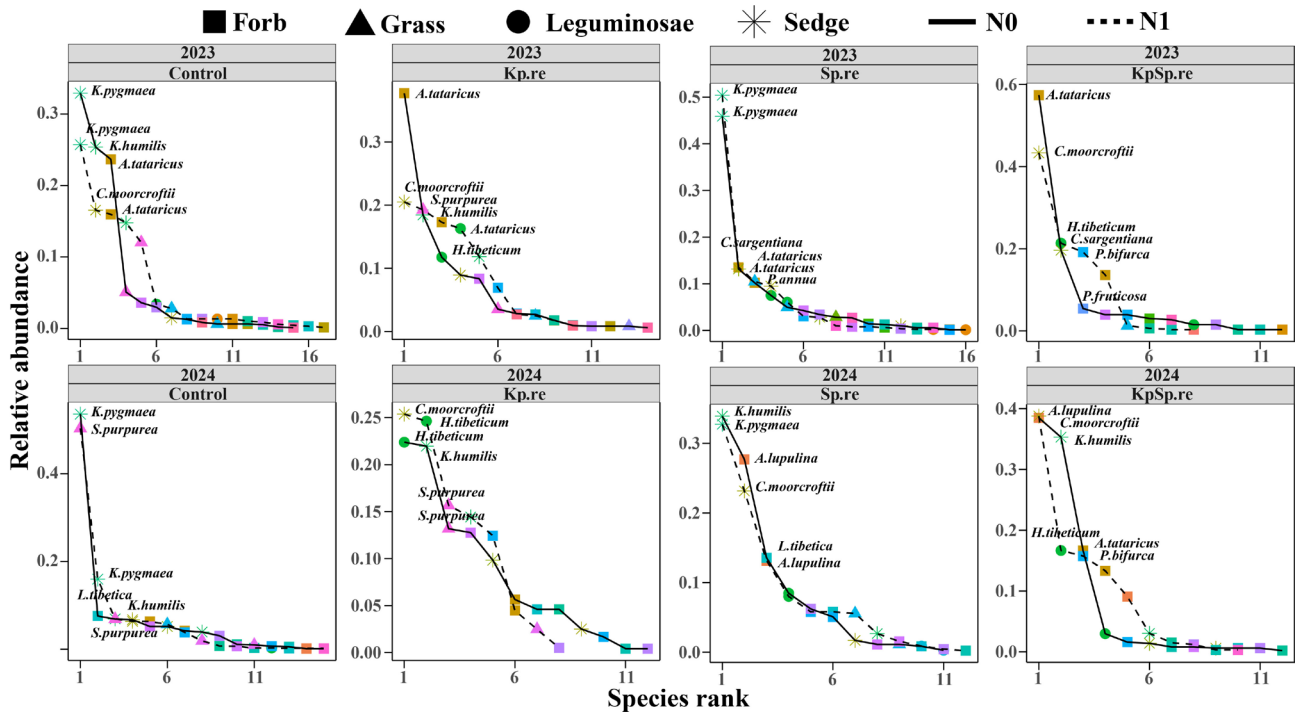 Forb Grass Leguminosae Sedge N0 N1
2023 2023 2023 2023
Control Kp.re Sp.re KpSp.re
Relative abundance
0.3
0.2
0.1
0.0
K.pygmaea
K.pygmaea
K.humilis
A.tataricus
C.moorcroftii
A.tataricus
1 6 11 16
0.3
0.2
0.1
0.0
A.tataricus
C.moorcroftii
S.purpurea
K.humilis
A.tataricus
H.tibeticum
1 6 11
0.5
0.4
0.3
0.2
0.1
0.0
K.pygmaea
K.pygmaea
C.sargentiana
A.tataricus
A.tataricus
P.annua
1 6 11 16
0.6
0.4
0.2
0.0
A.tataricus
C.moorcroftii
H.tibeticum
C.sargentiana
P.bifurca
P.fruticosa
1 6 11
2024 2024 2024 2024
Control Kp.re Sp.re KpSp.re
0.4
0.2
K.pygmaea
S.purpurea
K.pygmaea
L.tibetica
K.humilis
S.purpurea
1 6 11
0.25
0.20
0.15
0.10
0.05
0.00
C.moorcroftii
H.tibeticum
H.tibeticum
K.humilis
S.purpurea
S.purpurea
1 6 11
0.3
0.2
0.1
0.0
K.humilis
K.pygmaea
A.lupulina
C.moorcroftii
L.tibetica
A.lupulina
1 6 11
0.4
0.3
0.2
0.1
0.0
A.lupulina
C.moorcroftii
K.humilis
H.tibeticum
A.tataricus
P.bifurca
1 6 11
Species rank